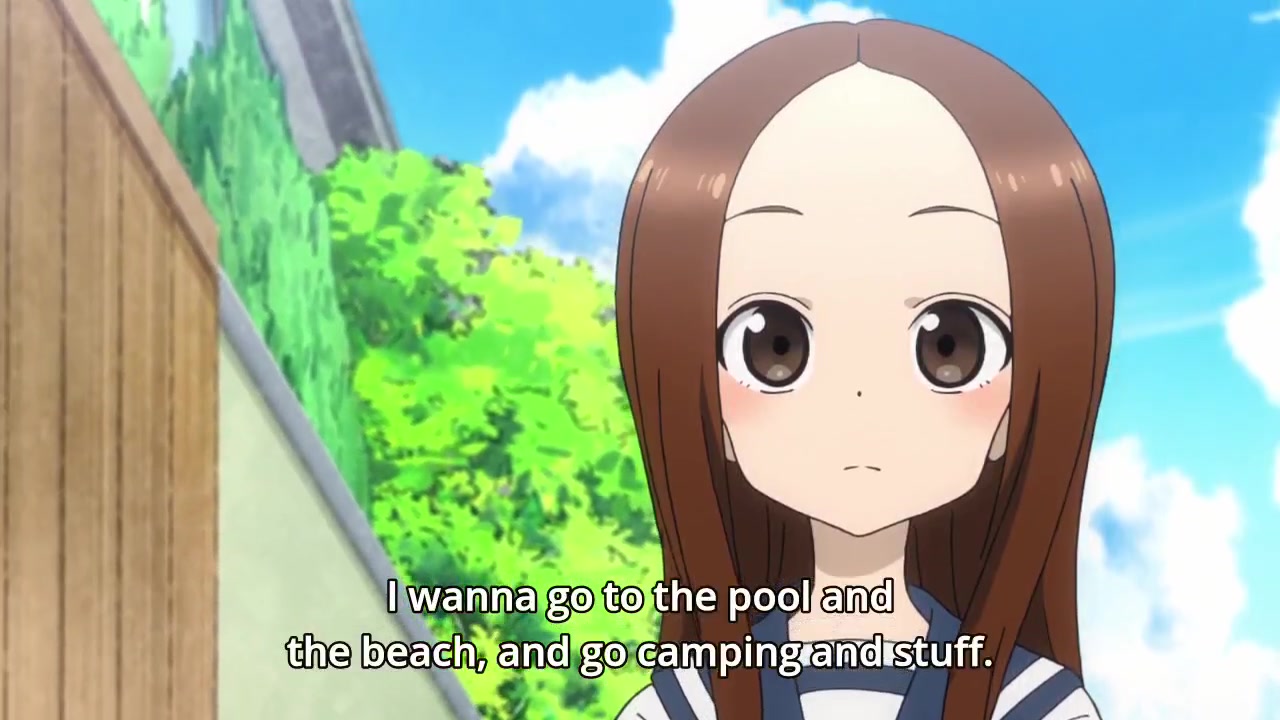 I wanna go to the pool and
the beach, and go camping and stuff.